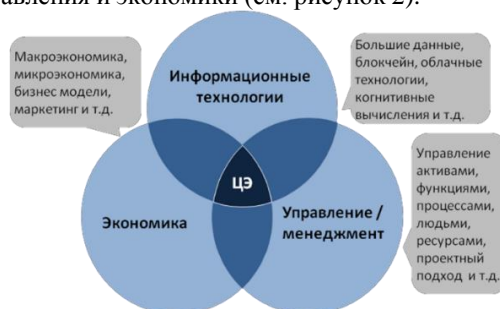 авления и экономики (см. рисунок 2).
Макроэкономика,
микроэкономика,
бизнес модели,
маркетинг и т.д.
Информационные
технологии
Большие данные,
блокчейн, облачные
технологии,
когнитивные
вычисления и т.д.
ЦЭ
Экономика
Управление /
менеджмент
Управление
активами,
функциями,
процессами,
людьми,
ресурсами,
проектный
подход и т.д.